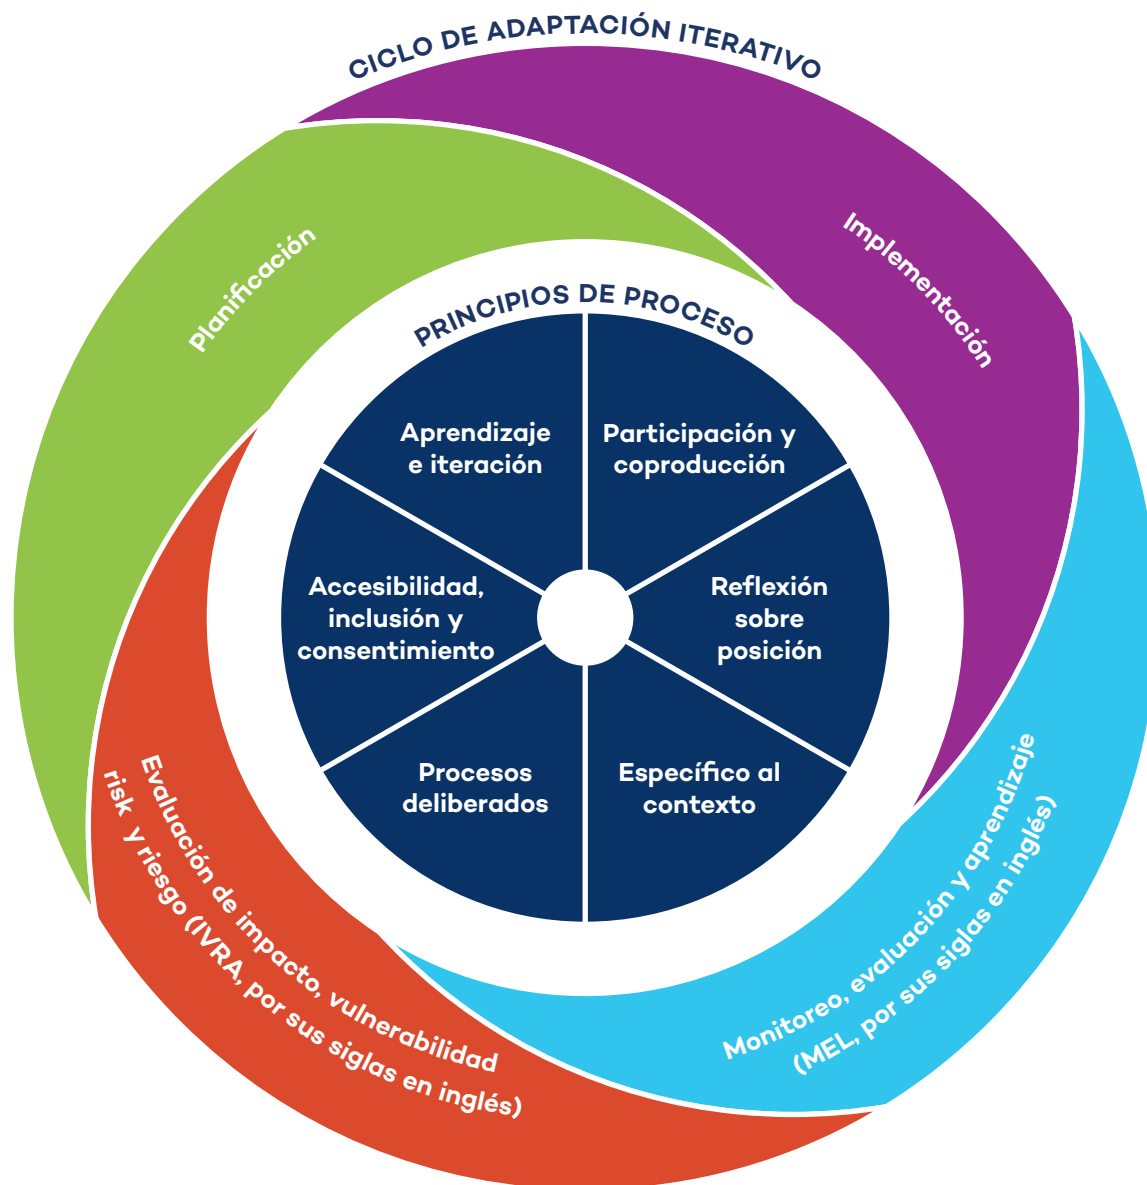 CICLO DE ADAPTACIÓN ITERATIVO
Implementación
Planificación
PRINCIPIOS DE PROCESO
Aprendizaje
e iteración
Participación y
coproducción
Accesibilidad,
inclusión y
consentimiento
Reflexión
sobre
posición
Procesos
deliberados
Específico al
contexto
Evaluación de impacto, vulnerabilidad
risk y riesgo (IVRA, por sus siglas en inglés)
Monitoreo, evaluación y aprendizaje
(MEL, por sus siglas en inglés)